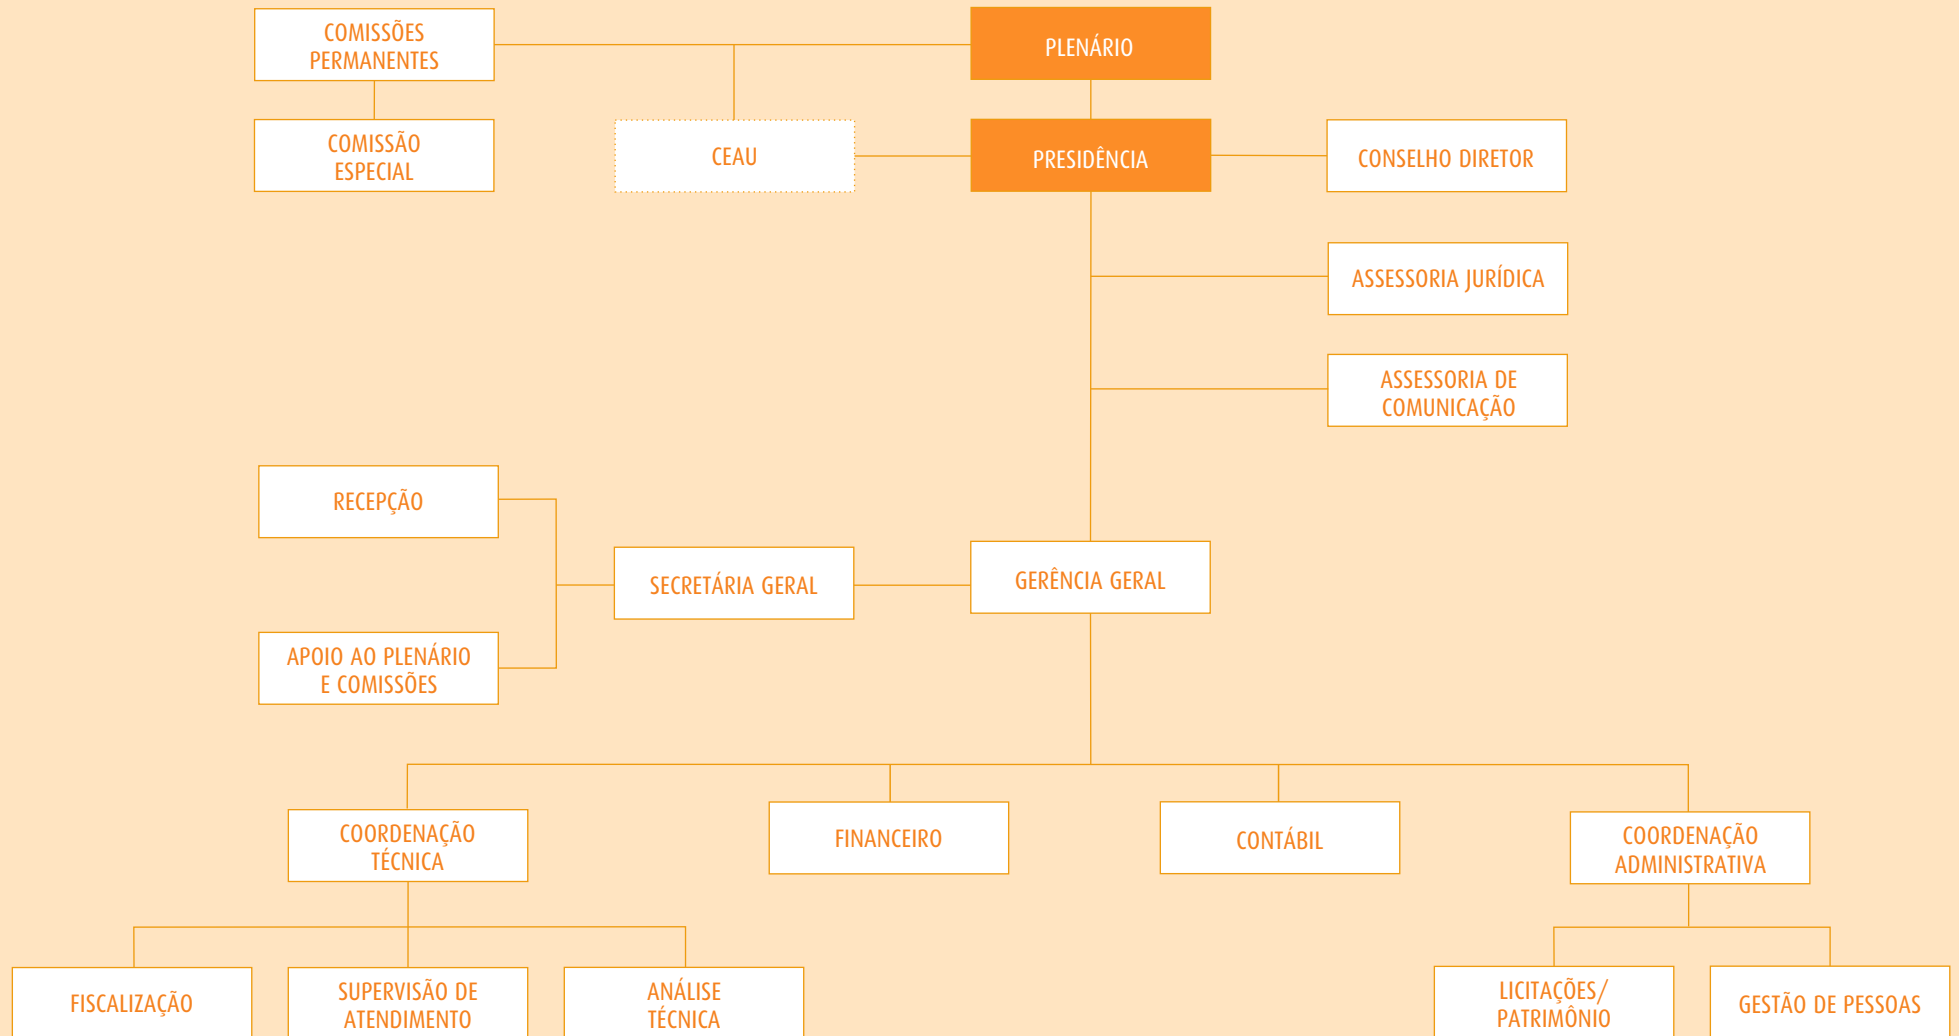 COMISSÕES
PERMANENTES
PLENÁRIO
COMISSÃO
ESPECIAL
CEAU
PRESIDÊNCIA
CONSELHO DIRETOR
ASSESSORIA JURÍDICA
ASSESSORIA DE
COMUNICAÇÃO
RECEPÇÃO
SECRETÁRIA GERAL
GERÊNCIA GERAL
APOIO AO PLENÁRIO
E COMISSÕES
COORDENAÇÃO
TÉCNICA
FINANCEIRO
CONTÁBIL
COORDENAÇÃO
ADMINISTRATIVA
FISCALIZAÇÃO
SUPERVISÃO DE
ATENDIMENTO
ANÁLISE
TÉCNICA
LICITAÇÕES/
PATRIMÔNIO
GESTÃO DE PESSOAS